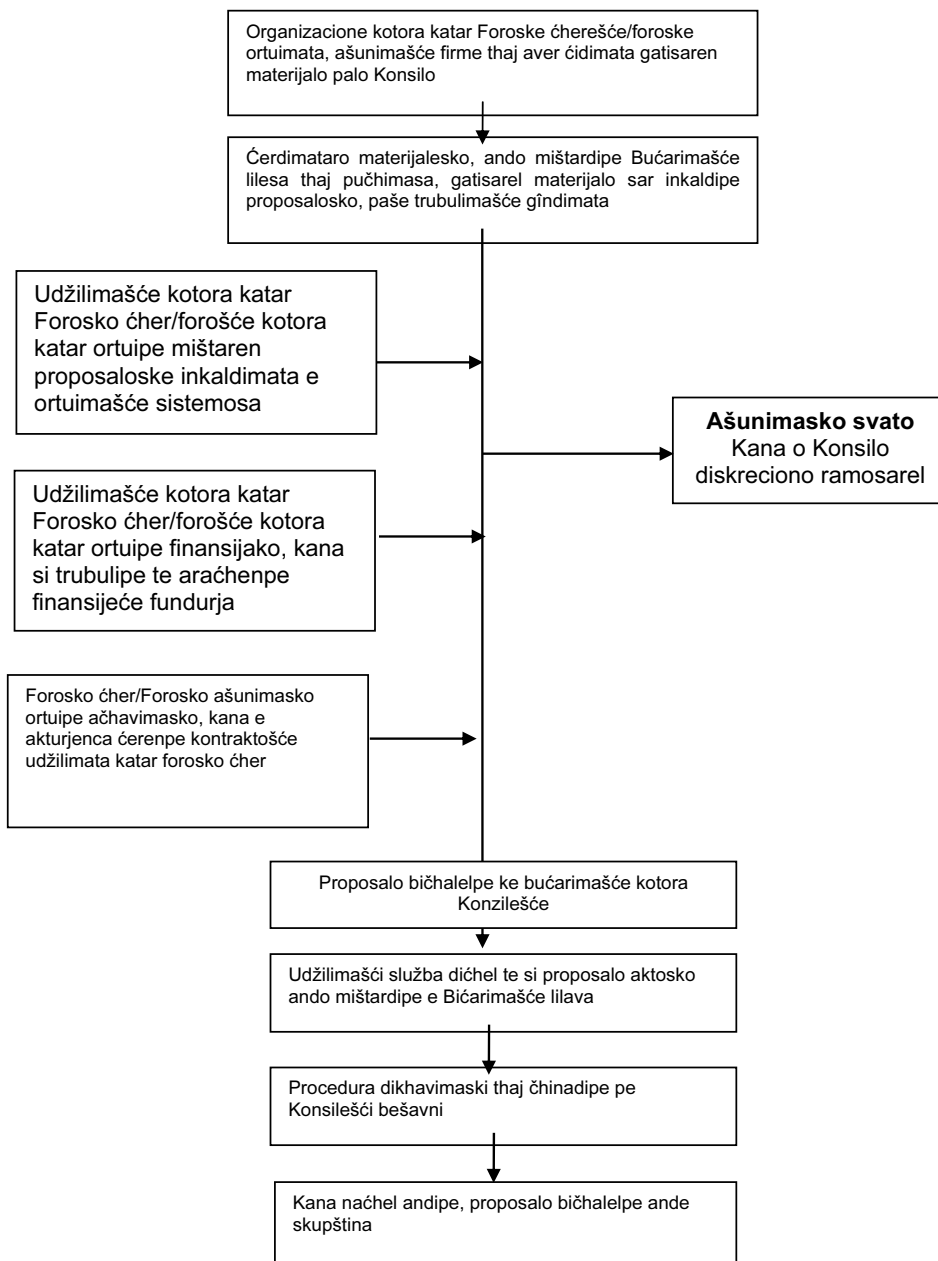 Organizacione kotora katar Foroske ćherešće/foroske
ortuimata, ašunimašće firme thaj aver ćidimata gatisaren
materijalo palo Konsilo
Ćerdimataro materijalesko, ando mištardipe Bućarimašće
lilesa thaj pučhimasa, gatisarel materijalo sar inkaldipe
proposalosko, paše trubulimašće gîndimata
Udžilimašće kotora katar
Forosko ćher/forošće kotora
katar ortuipe mištaren
proposaloske inkaldimata e
ortuimašće sistemosa
Ašunimasko svato
Kana o Konsilo
diskreciono ramosarel
Udžilimašće kotora katar
Forosko ćher/forošće kotora
katar ortuipe finansijako, kana
si trubulipe te araćhenpe
finansijeće fundurja
Forosko ćher/Forosko ašunimasko
ortuipe ačhavimasko, kana e
akturjenca ćerenpe kontraktošće
udžilimata katar forosko ćher
Proposalo bičhalelpe ke bućarimašće kotora
Konzilešće
Udžilimašći služba dićhel te si proposalo aktosko
ando mištardipe e Bićarimašće lilava
Procedura dikhavimaski thaj čhinadipe pe
Konsilešći bešavni
Kana naćhel andipe, proposalo bičhalelpe ande
skupština